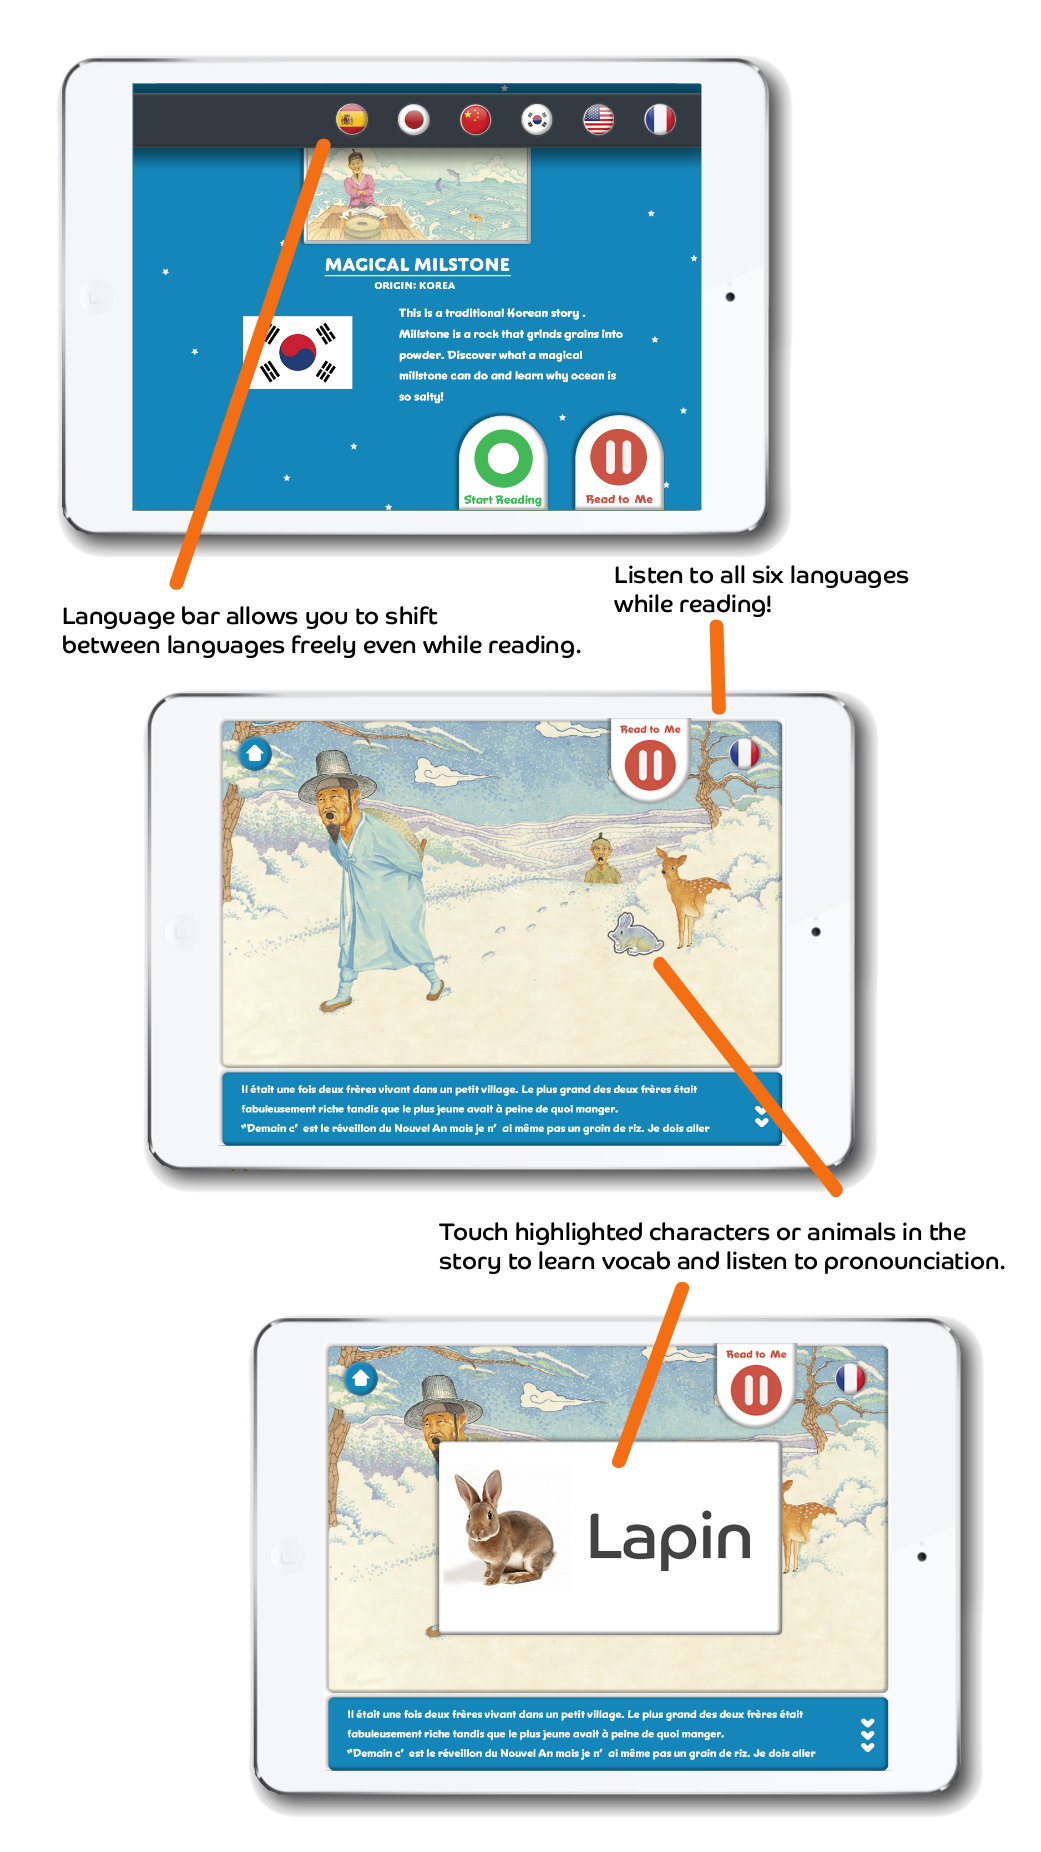 MAGICAL MILSTONE
ORIGIN: KOREA
This is a traditional Korean story .
Millstone is a rock that grinds grains into
powder. Discover what a magical
millstone can do and learn why ocean is
so salty!
Start Reading
Read to Me
Listen to all six languages
while reading!
Language bar allows you to shift
between languages freely even while reading.
Read to Me
Il était une fois deux frères vivant dans un petit village. Le plus grand des deux frères était
fabuleusement riche tandis que le plus jeune avait à peine de quoi manger.
"Demain c' est le réveillon du Nouvel An mais je n' ai même pas un grain de riz. Je dois aller
Touch highlighted characters or animals in the
story to learn vocab and listen to pronounciation.
Read to Me
Lapin
Il était une fois deux frères vivant dans un petit village. Le plus grand des deux frères était
fabuleusement riche tandis que le plus jeune avait à peine de quoi manger.
"Demain c' est le réveillon du Nouvel An mais je n' ai même pas un grain de riz. Je dois aller